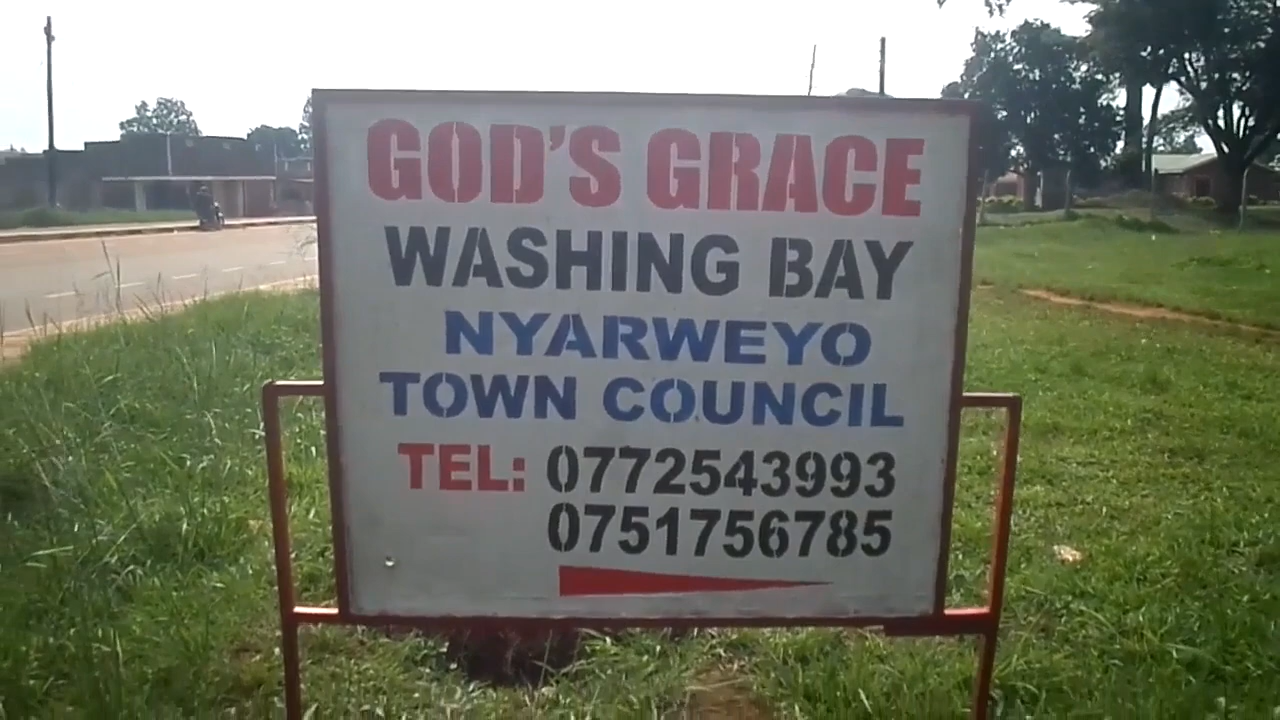 GOD'S GRACE
WASHING BAY
NYARWEYO
TOWN COUNCIL
TEL: 0772543993
0751756785